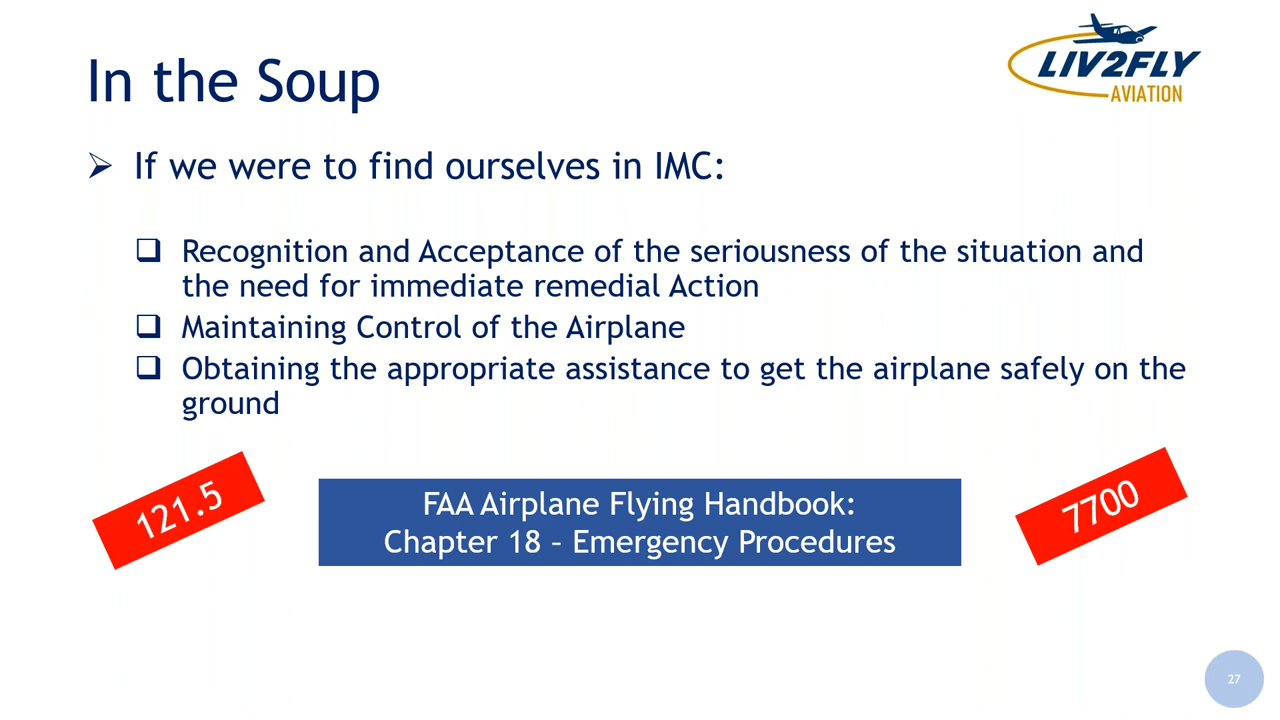 LIV2FLY
AVIATION
In the Soup
If we were to find ourselves in IMC:
Recognition and Acceptance of the seriousness of the situation and
the need for immediate remedial Action
Maintaining Control of the Airplane
Obtaining the appropriate assistance to get the airplane safely on the
ground
121.5
FAA Airplane Flying Handbook:
Chapter 18 – Emergency Procedures
7700
27